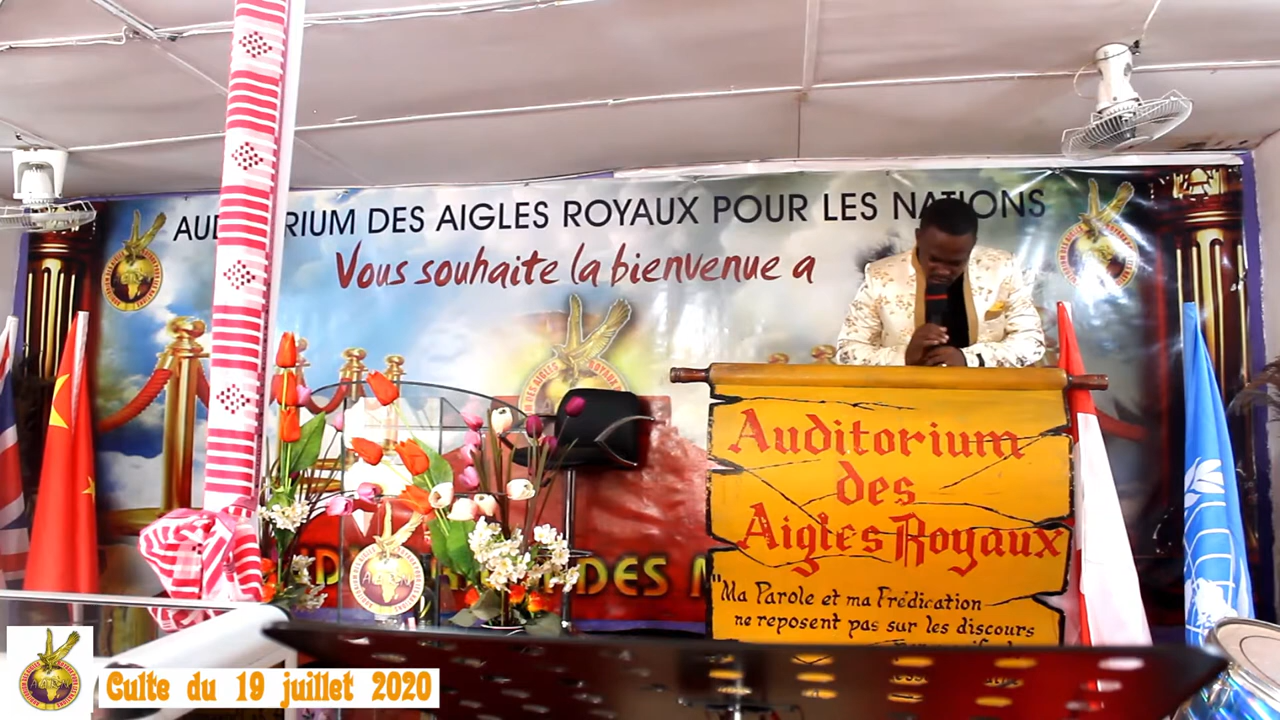 AUDITORIUM DES AIGLES ROYAUX POUR LES NATIONS
Vous souhaite la bienvenue a
DES
Auditorium
des
Aigles Royaux
"Ma Parole et ma Prédication
ne reposent pas sur les discours
A.A.R.N
Culte du 19 juillet 2020